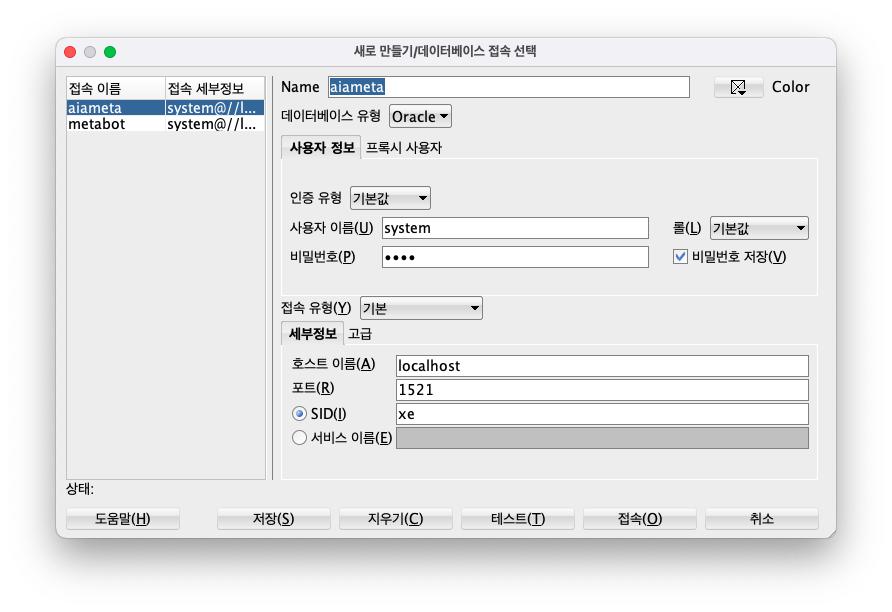 새로 만들기/데이터베이스 접속 선택
접속 이름 접속 세부정보
aiameta system@//l...
metabot system@//l...
Name aiameta Color
데이터베이스 유형 Oracle
사용자 정보 프록시 사용자
인증 유형 기본값
사용자 이름(U) system 롤(L) 기본값
비밀번호(P) •••• 비밀번호 저장(V)
접속 유형(Y) 기본
세부정보 고급
호스트 이름(A) localhost
포트(R) 1521
SID(I) xe
서비스 이름(E)
상태:
도움말(H) 저장(S) 지우기(C) 테스트(T) 접속(O) 취소